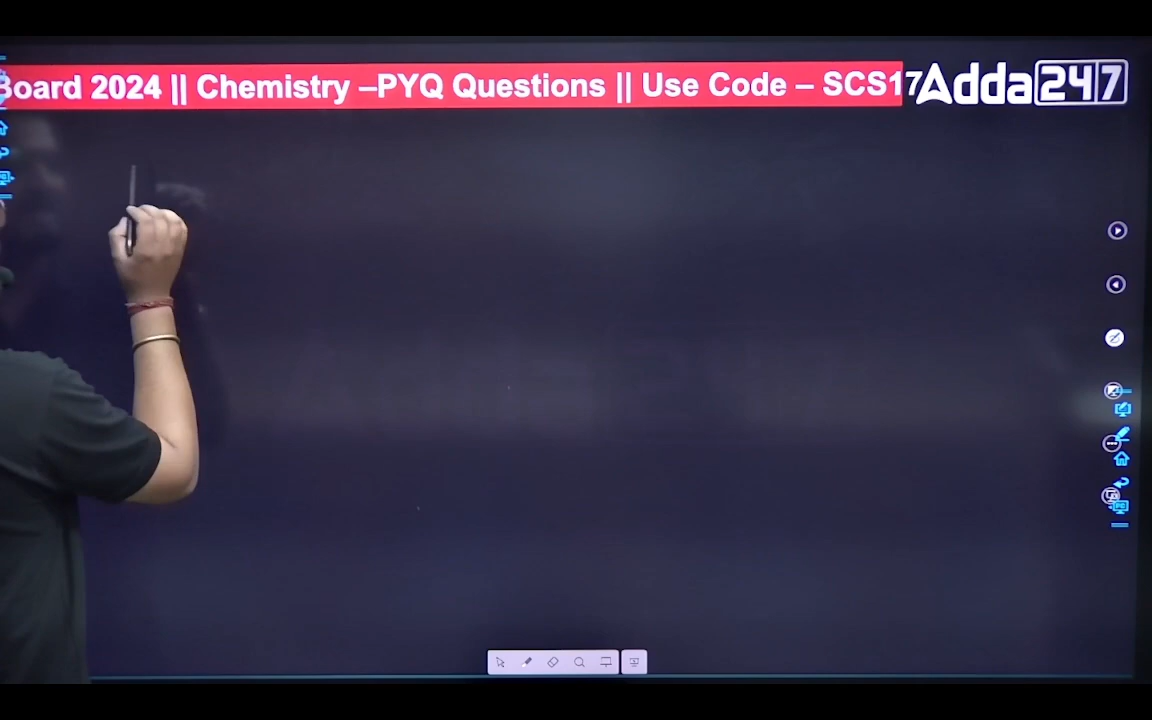 Board 2024 || Chemistry –PYQ Questions || Use Code – SCS17
Adda247